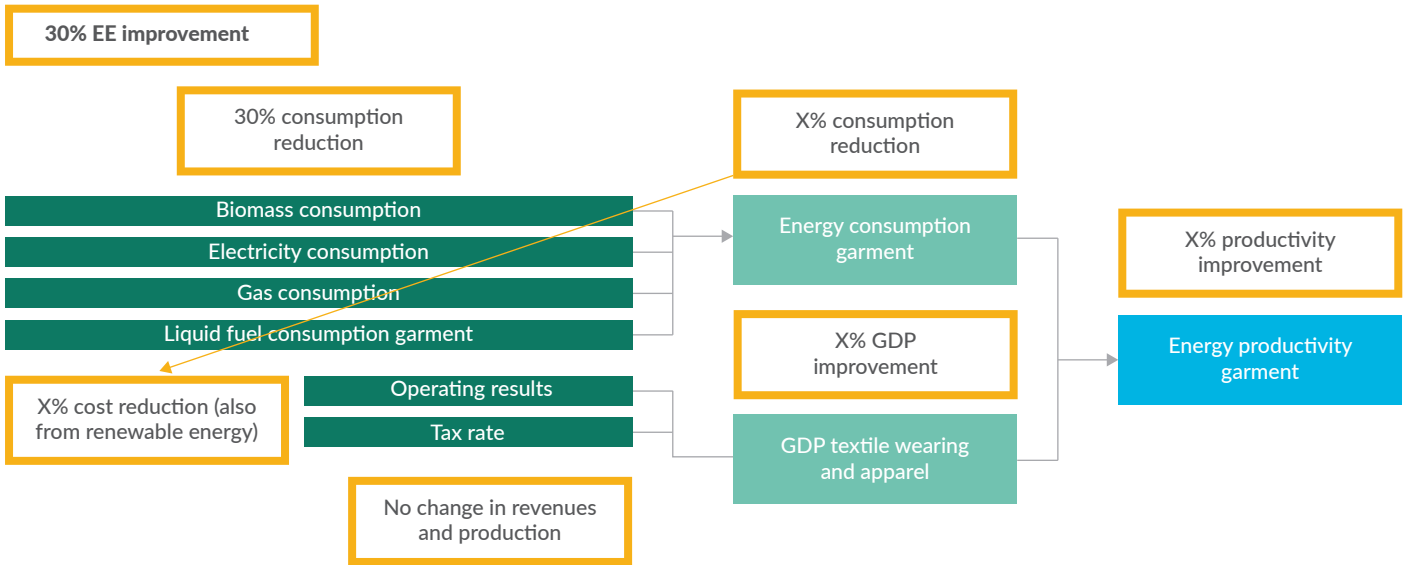 30% EE improvement
30% consumption
reduction
X% consumption
reduction
Biomass consumption
Electricity consumption
Gas consumption
Liquid fuel consumption garment
Energy consumption
garment
X% productivity
improvement
X% GDP
improvement
Energy productivity
garment
X% cost reduction (also
from renewable energy)
Operating results
Tax rate
GDP textile wearing
and apparel
No change in revenues
and production